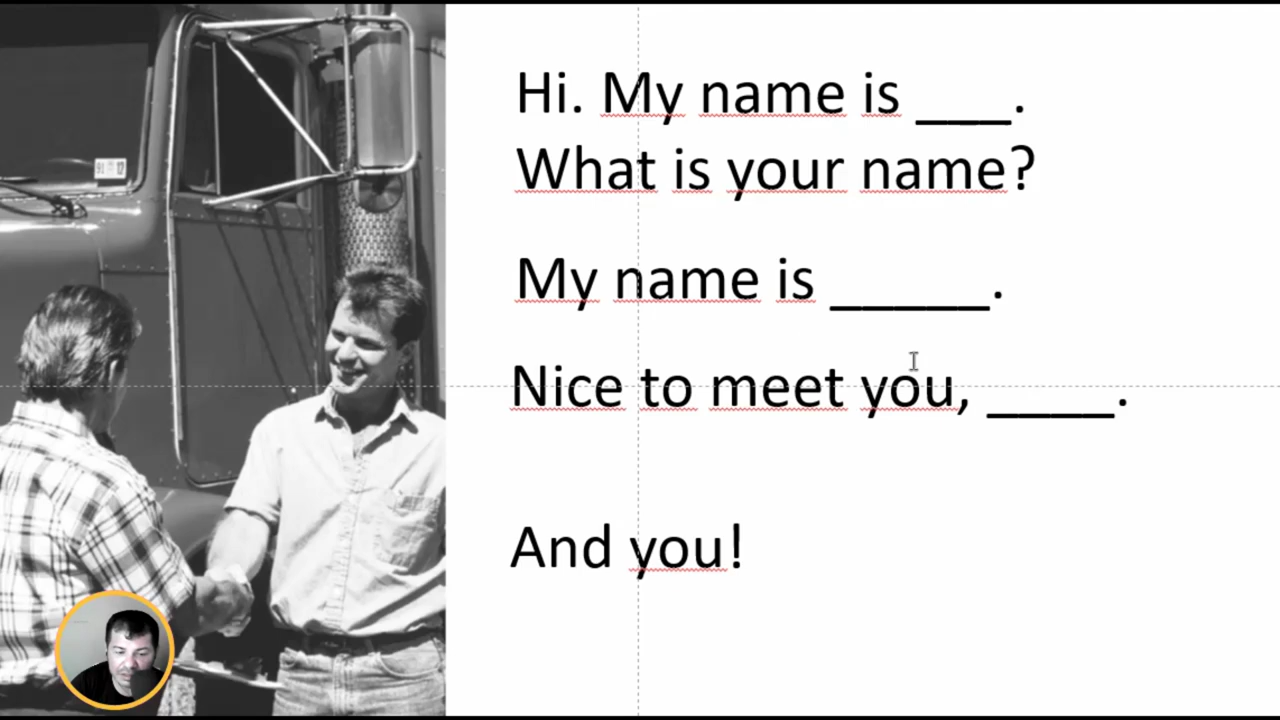 Hi. My name is ___.
What is your name?
My name is _____.
Nice to meet you, ____.
And you!